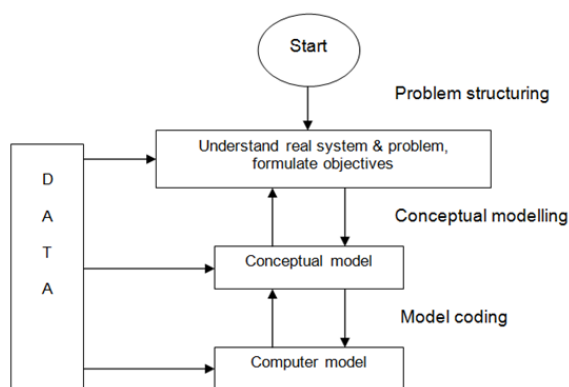 Start
Problem structuring
Understand real system & problem,
formulate objectives
D
A
T
A
Conceptual modelling
Conceptual model
Model coding
Computer model